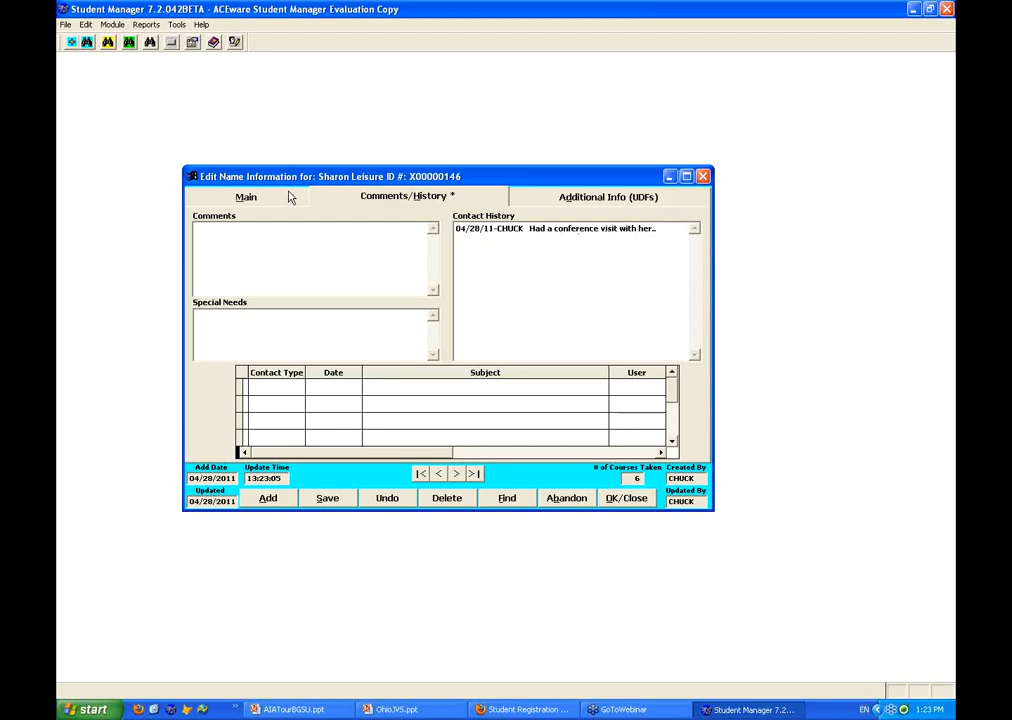 Student Manager 7.2.042BETA - ACEware Student Manager Evaluation Copy
File Edit Module Reports Tools Help
Edit Name Information for: Sharon Leisure ID #: X00000146
Main Comments/History * Additional Info (UDFs)
Comments Contact History
04/28/11-CHUCK Had a conference visit with her..
Special Needs
Contact Type Date Subject User
Add Date Update Time # of Courses Taken Created By
04/28/2011 13:23:05 |< < > >| 6 CHUCK
Updated Updated By
04/28/2011 Add Save Undo Delete Find Abandon OK/Close CHUCK
start AIATourBGSU.ppt OhioJVS.ppt Student Registration ... GoToWebinar Student Manager 7.2... EN 1:23 PM